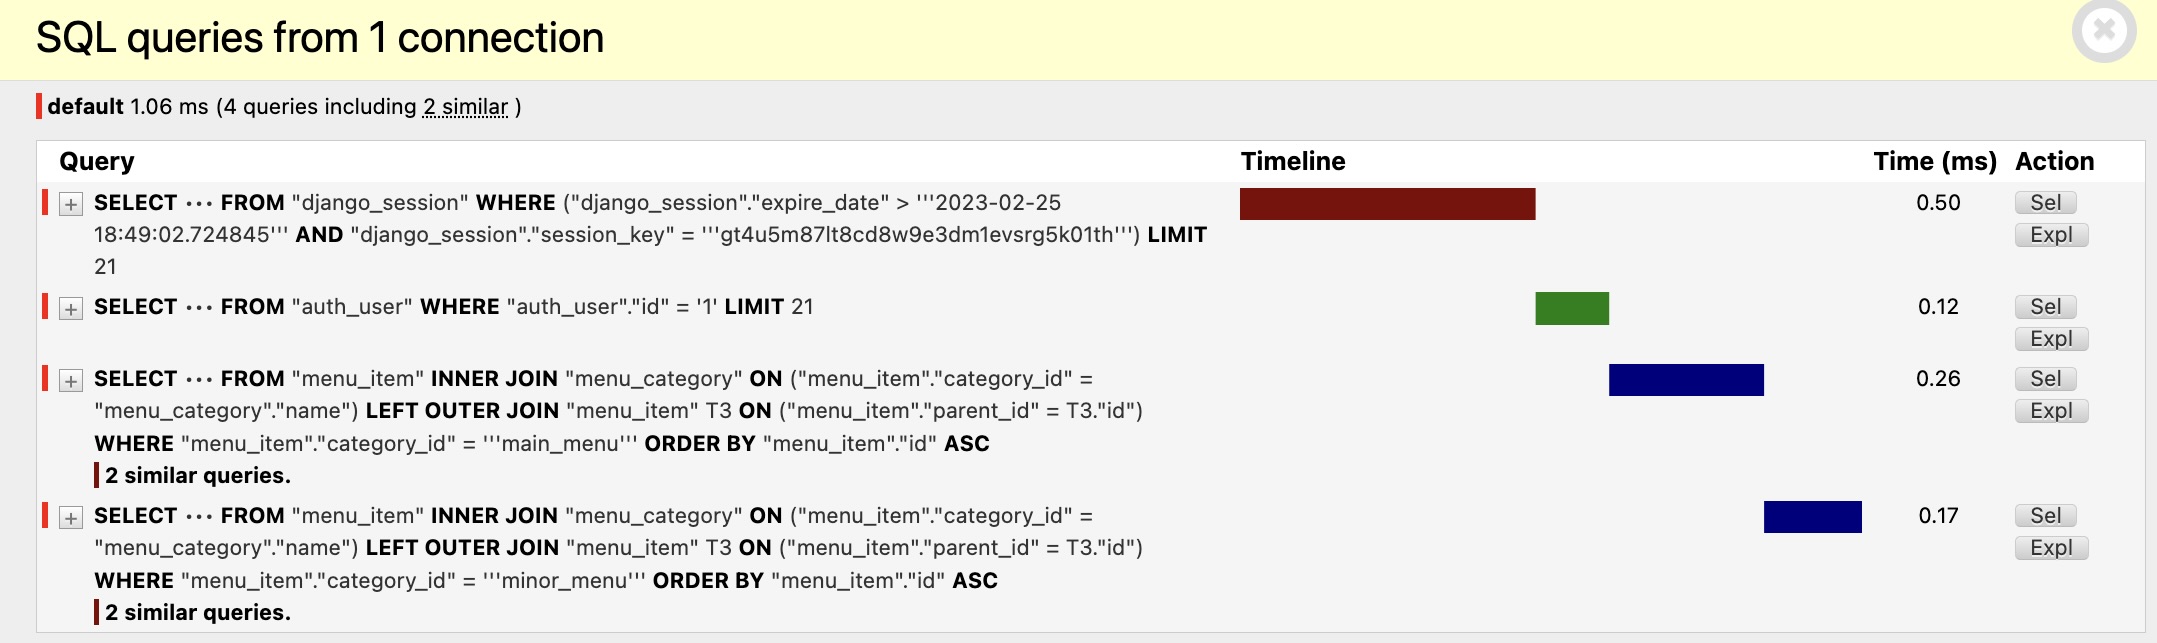 SQL queries from 1 connection
default 1.06 ms (4 queries including 2 similar )
Query Timeline Time (ms) Action
SELECT ••• FROM "django_session" WHERE ("django_session"."expire_date" > '''2023-02-25 0.50 Sel
18:49:02.724845''' AND "django_session"."session_key" = '''gt4u5m87lt8cd8w9e3dm1evsrg5k01th''') LIMIT Expl
21
SELECT ••• FROM "auth_user" WHERE "auth_user"."id" = '1' LIMIT 21 0.12 Sel
Expl
SELECT ••• FROM "menu_item" INNER JOIN "menu_category" ON ("menu_item"."category_id" = 0.26 Sel
"menu_category"."name") LEFT OUTER JOIN "menu_item" T3 ON ("menu_item"."parent_id" = T3."id") Expl
WHERE "menu_item"."category_id" = '''main_menu''' ORDER BY "menu_item"."id" ASC
2 similar queries.
SELECT ••• FROM "menu_item" INNER JOIN "menu_category" ON ("menu_item"."category_id" = 0.17 Sel
"menu_category"."name") LEFT OUTER JOIN "menu_item" T3 ON ("menu_item"."parent_id" = T3."id") Expl
WHERE "menu_item"."category_id" = '''minor_menu''' ORDER BY "menu_item"."id" ASC
2 similar queries.